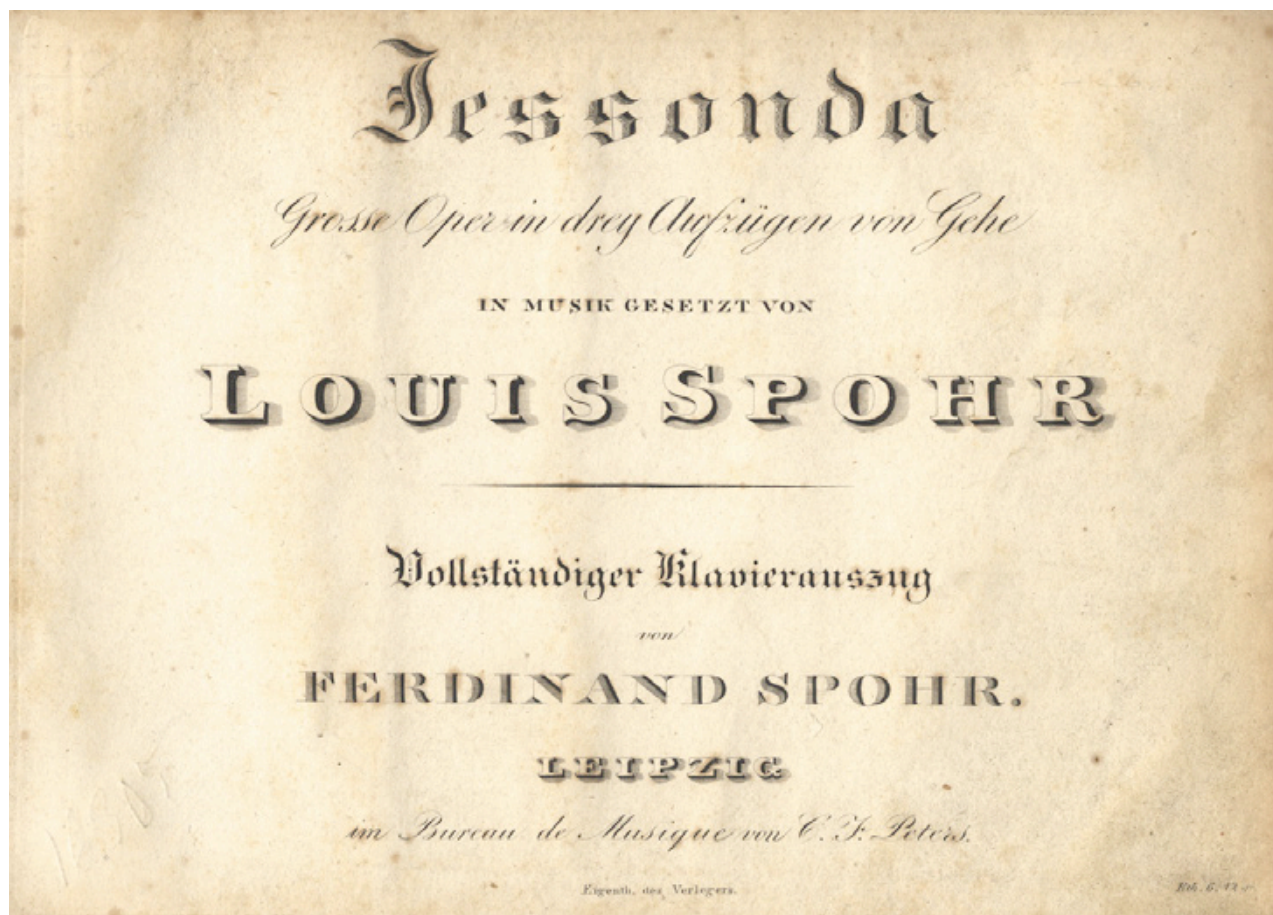 Jessonda
Grosse Oper in drey Aufzügen von Gehe
IN MUSIK GESETZT VON
LOUIS SPOHR
Vollständiger Klavierauszug
von
FERDINAND SPOHR.
LEIPZIG
im Bureau de Musique von C. F. Peters.
Eigenth. des Verlegers.